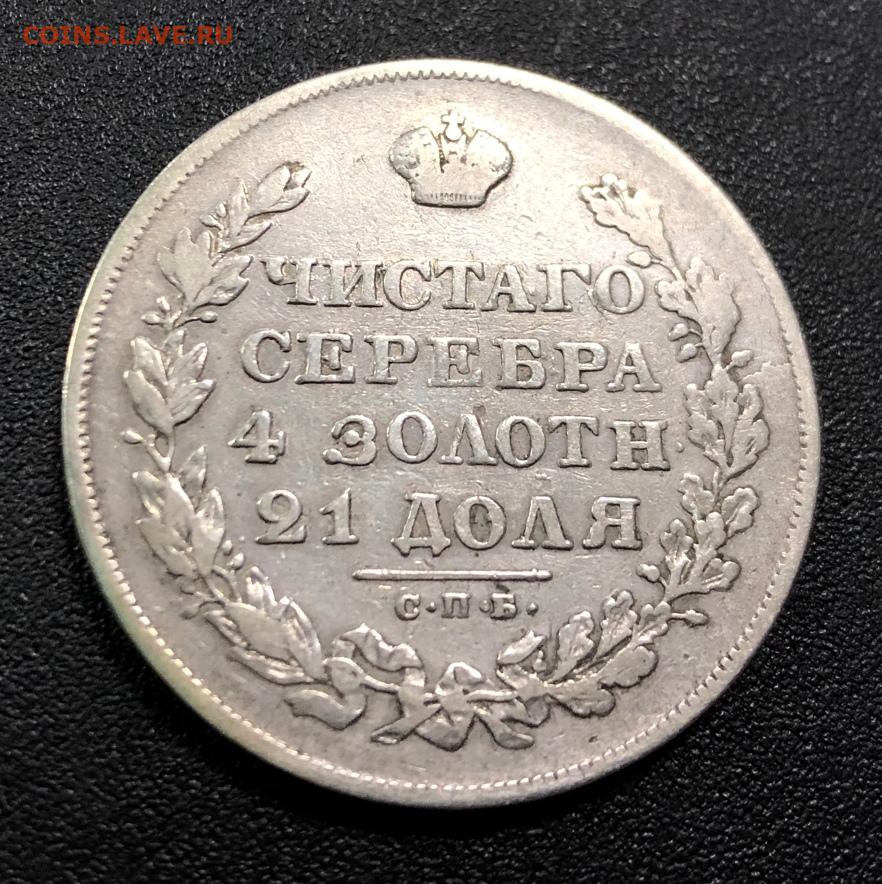 COINS.LAVE.RU
ЧИСТАГО
СЕРЕБРА
4 ЗОЛОТН
21 ДОЛЯ
С·П·Б·